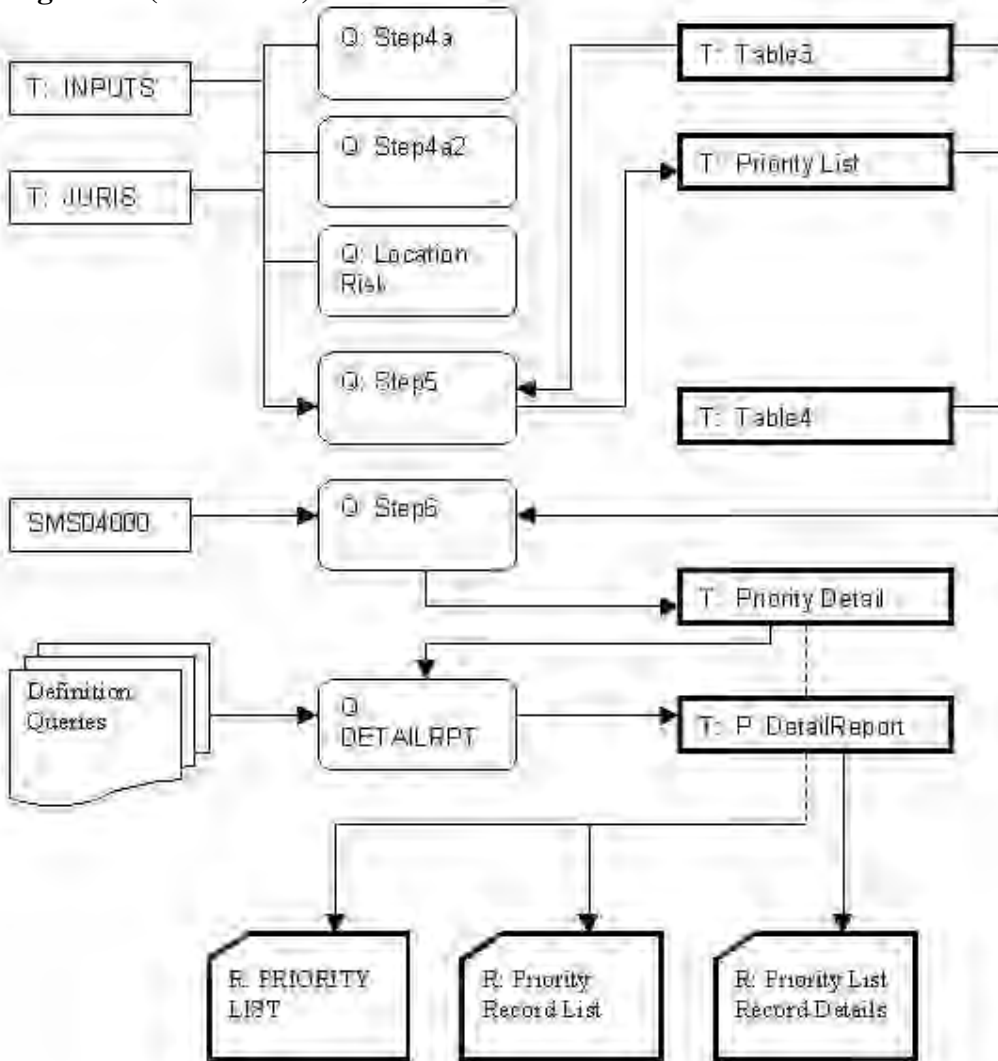 Q: Step4a
T: Table3
T: INPUTS
Q: Step4a2
T: Priority List
T: JURIS
Q: Location
Risk
Q: Step5
T: Table4
SMS04000
Q: Step6
T: Priority Detail
Definition
Queries
Q:
DETAILRPT
T: P_DetailReport
R: PRIORITY
LIST
R: Priority
Record List
R: Priority List
Record Details